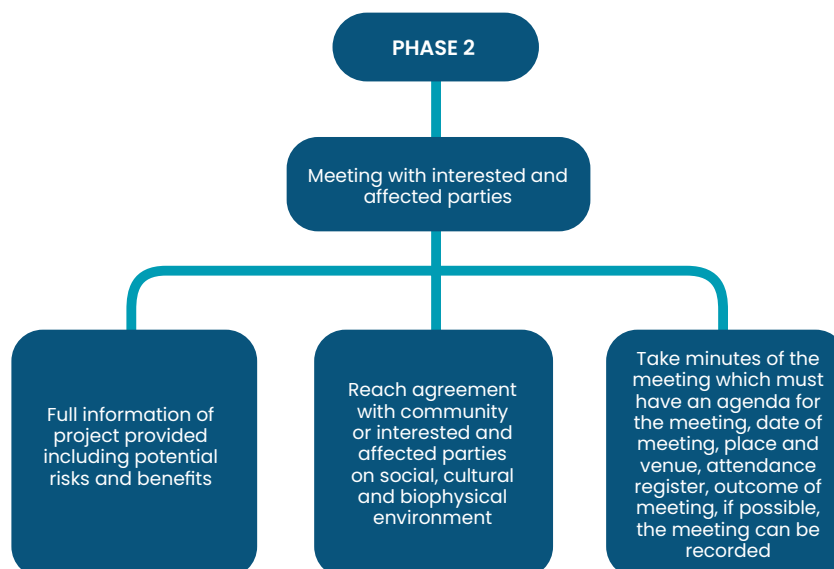 PHASE 2
Meeting with interested and
affected parties
Full information of
project provided
including potential
risks and benefits
Reach agreement
with community
or interested and
affected parties
on social, cultural
and biophysical
environment
Take minutes of the
meeting which must
have an agenda for
the meeting, date of
meeting, place and
venue, attendance
register, outcome of
meeting, if possible,
the meeting can be
recorded